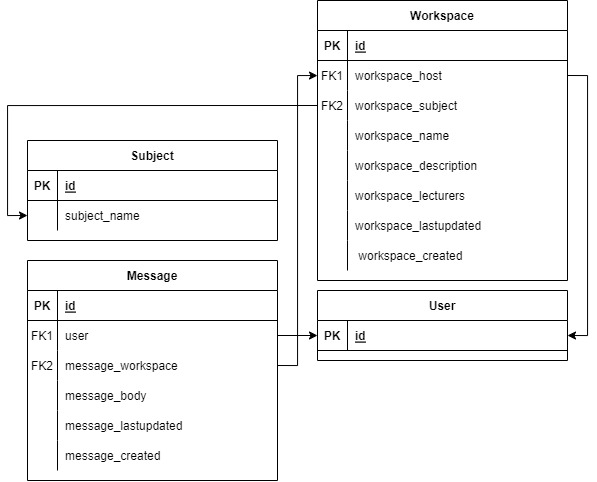 Workspace
PK id
FK1 workspace_host
FK2 workspace_subject
workspace_name
workspace_description
workspace_lecturers
workspace_lastupdated
workspace_created
Subject
PK id
subject_name
Message
PK id
FK1 user
FK2 message_workspace
message_body
message_lastupdated
message_created
User
PK id